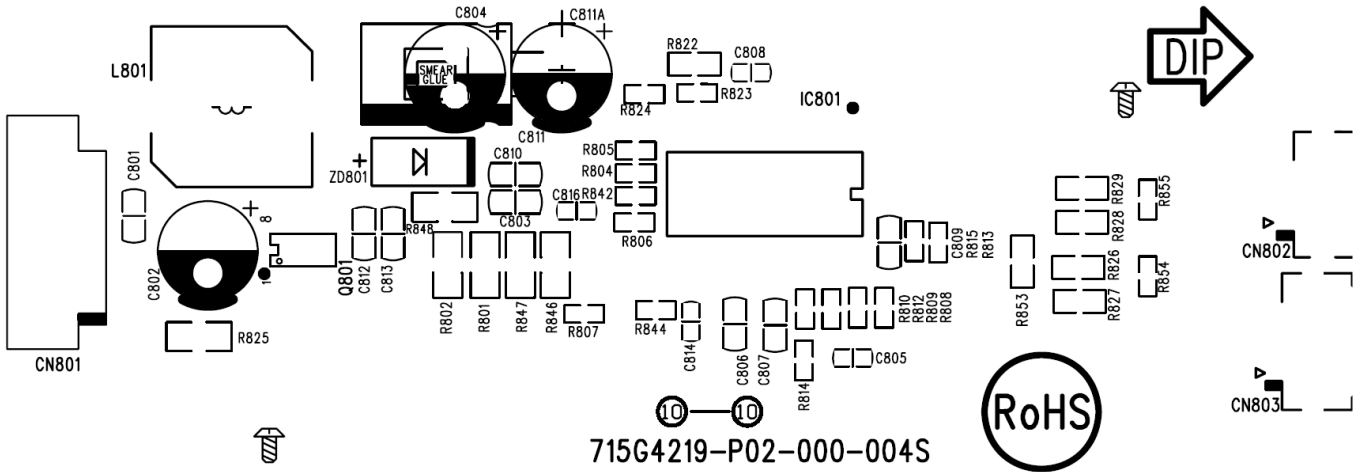 C804
C811A
L801
SMEAR
GLUE
R822
C808
R823
R824
IC801
DIP
C811
C801
ZD801
C810
R805
R804
C816
R842
C803
R806
R848
8
1
C802
Q801
C812
C813
C809
R815
R813
R829
R828
R855
R826
R827
R854
R853
CN802
R802
R801
R847
R846
R807
R844
C814
C806
C807
R810
R812
R809
R808
R814
C805
R825
CN801
CN803
10
10
RoHS
715G4219-P02-000-004S